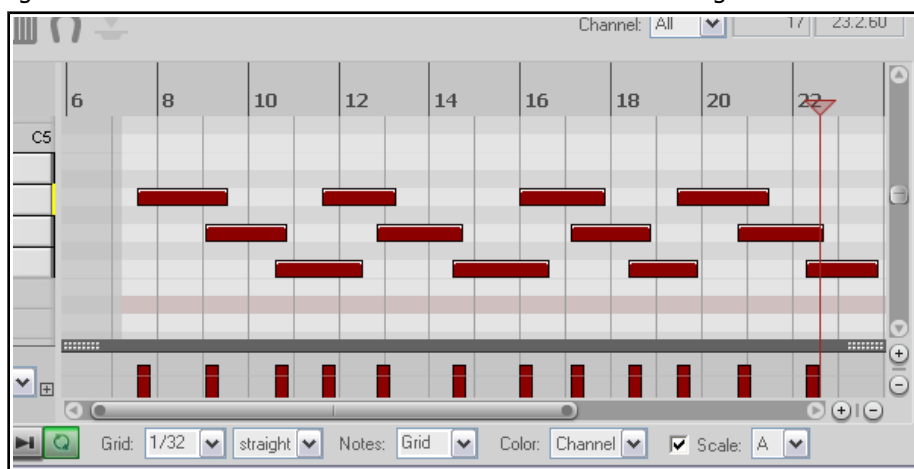 Channel: All 17 23.2.60
6 8 10 12 14 16 18 20 22
C5
Grid: 1/32 straight Notes: Grid Color: Channel Scale: A